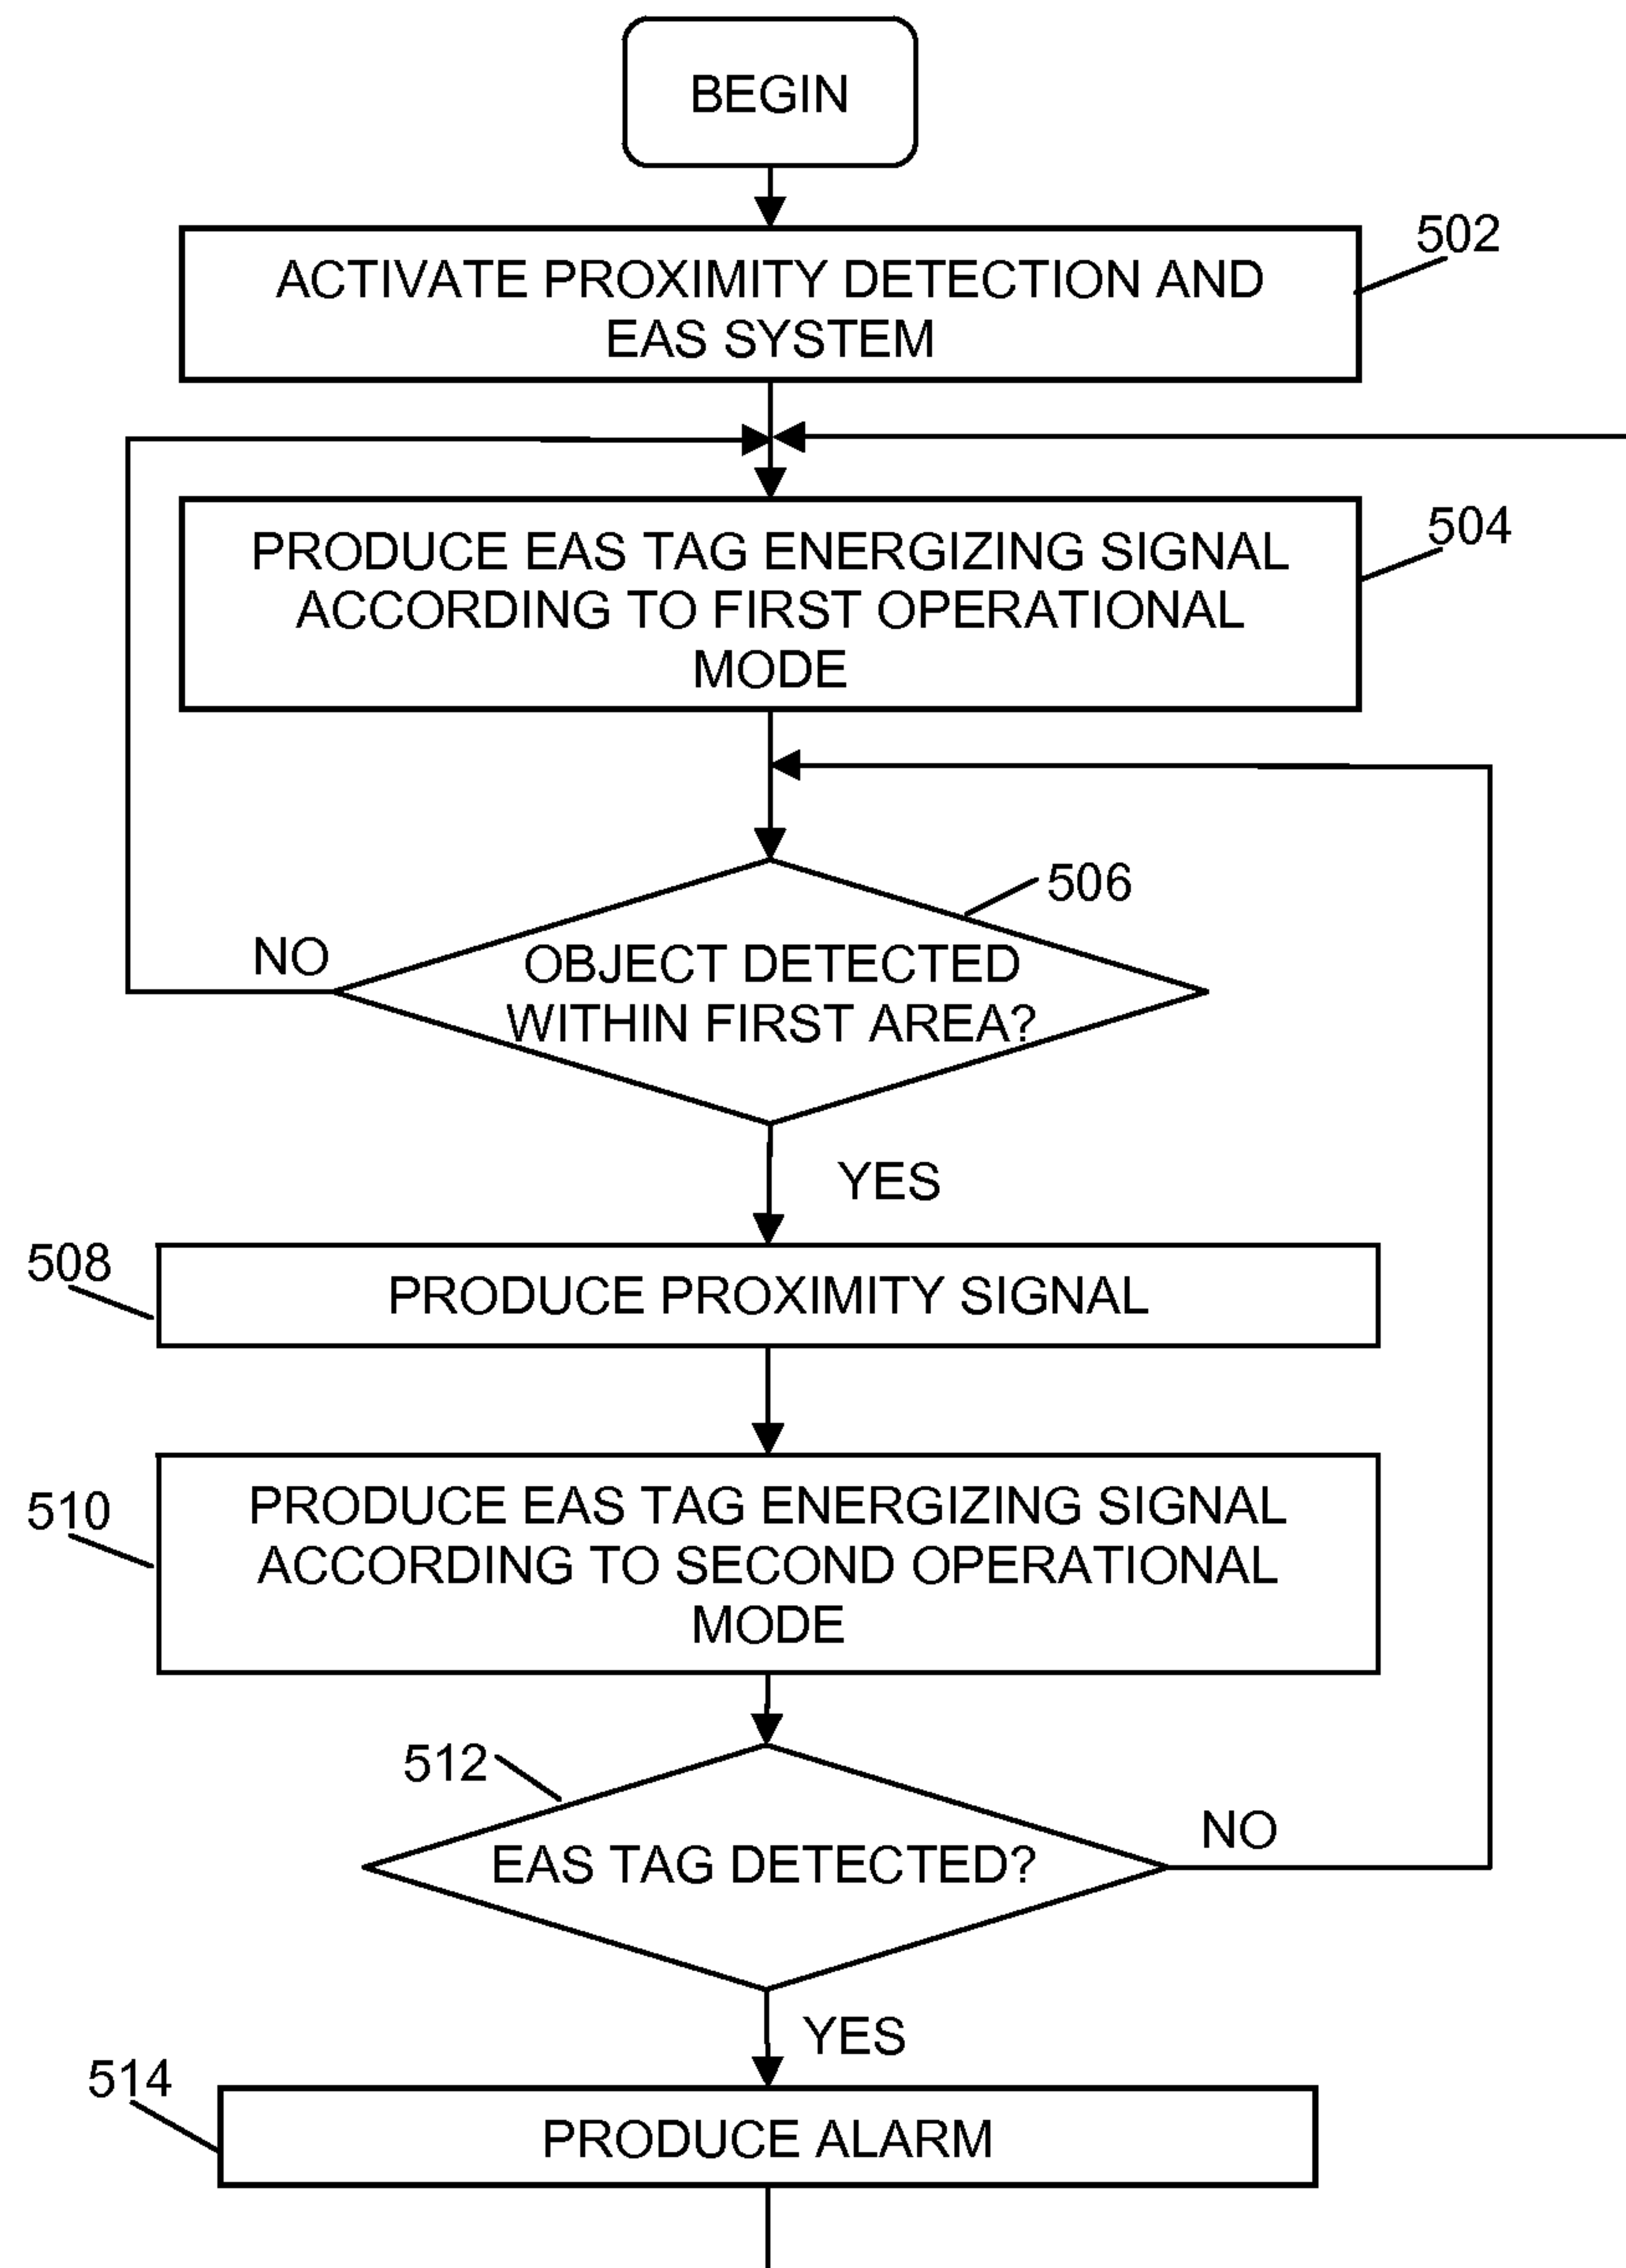 BEGIN
502
ACTIVATE PROXIMITY DETECTION AND
EAS SYSTEM
504
PRODUCE EAS TAG ENERGIZING SIGNAL
ACCORDING TO FIRST OPERATIONAL
MODE
506
NO
OBJECT DETECTED
WITHIN FIRST AREA?
YES
508
PRODUCE PROXIMITY SIGNAL
510
PRODUCE EAS TAG ENERGIZING SIGNAL
ACCORDING TO SECOND OPERATIONAL
MODE
512
NO
EAS TAG DETECTED?
YES
514
PRODUCE ALARM